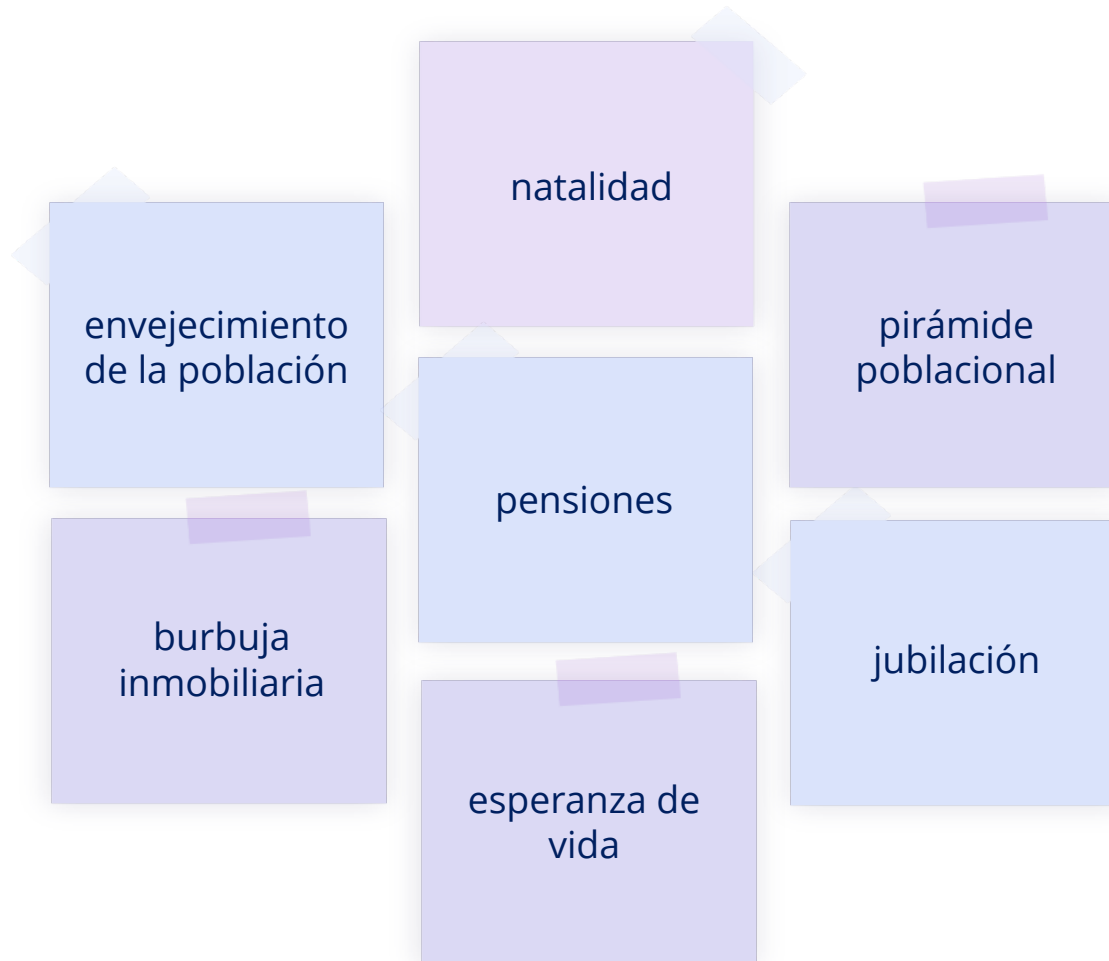 natalidad
envejecimiento
de la población
pirámide
poblacional
pensiones
burbuja
inmobiliaria
jubilación
esperanza de
vida